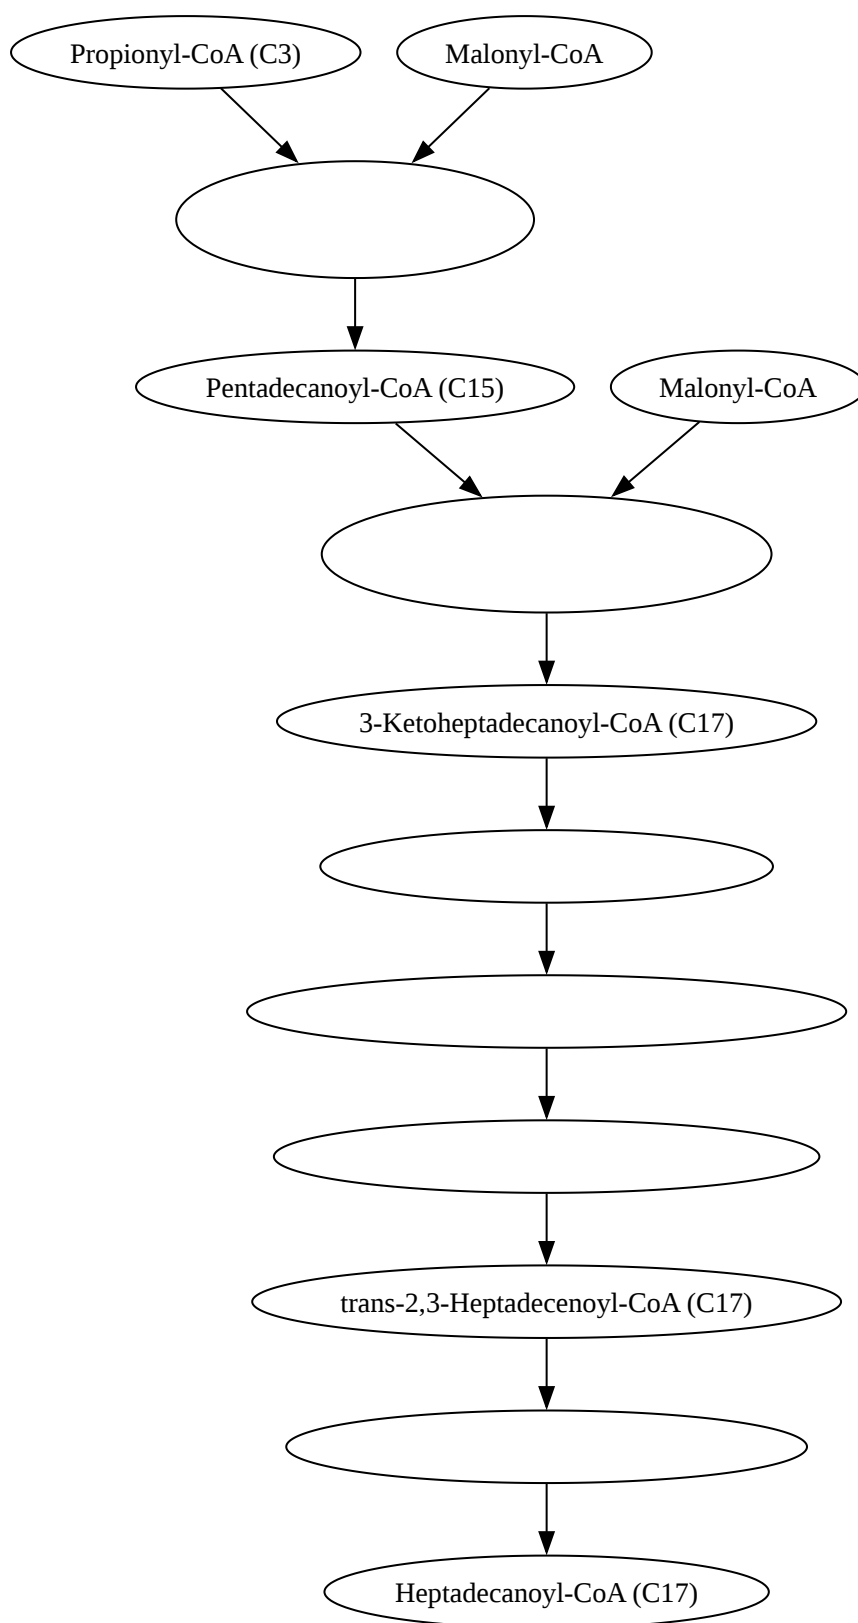 Propionyl-CoA (C3)
Malonyl-CoA
Pentadecanoyl-CoA (C15)
Malonyl-CoA
3-Ketoheptadecanoyl-CoA (C17)
trans-2,3-Heptadecenoyl-CoA (C17)
Heptadecanoyl-CoA (C17)